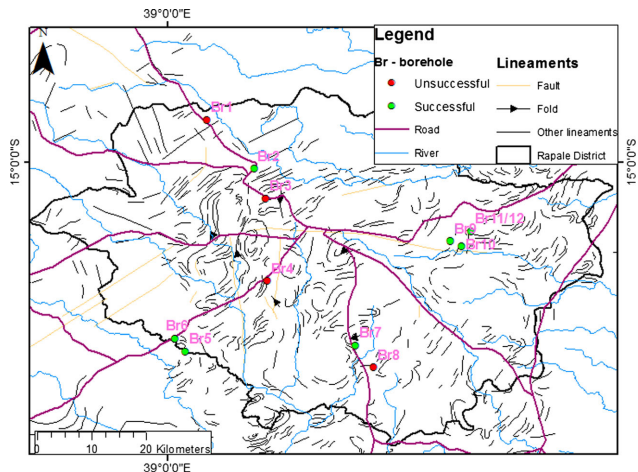 39°0'0"E
N
Legend
Br - borehole
Unsuccessful
Successful
Road
River
Lineaments
Fault
Fold
Other lineaments
Rapale District
15°0'0"S
15°0'0"S
Br1
Br2
Br3
Br11/12
Br9
Br10
Br4
Br6
Br5
Br7
Br8
0 10 20
Kilometers
39°0'0"E